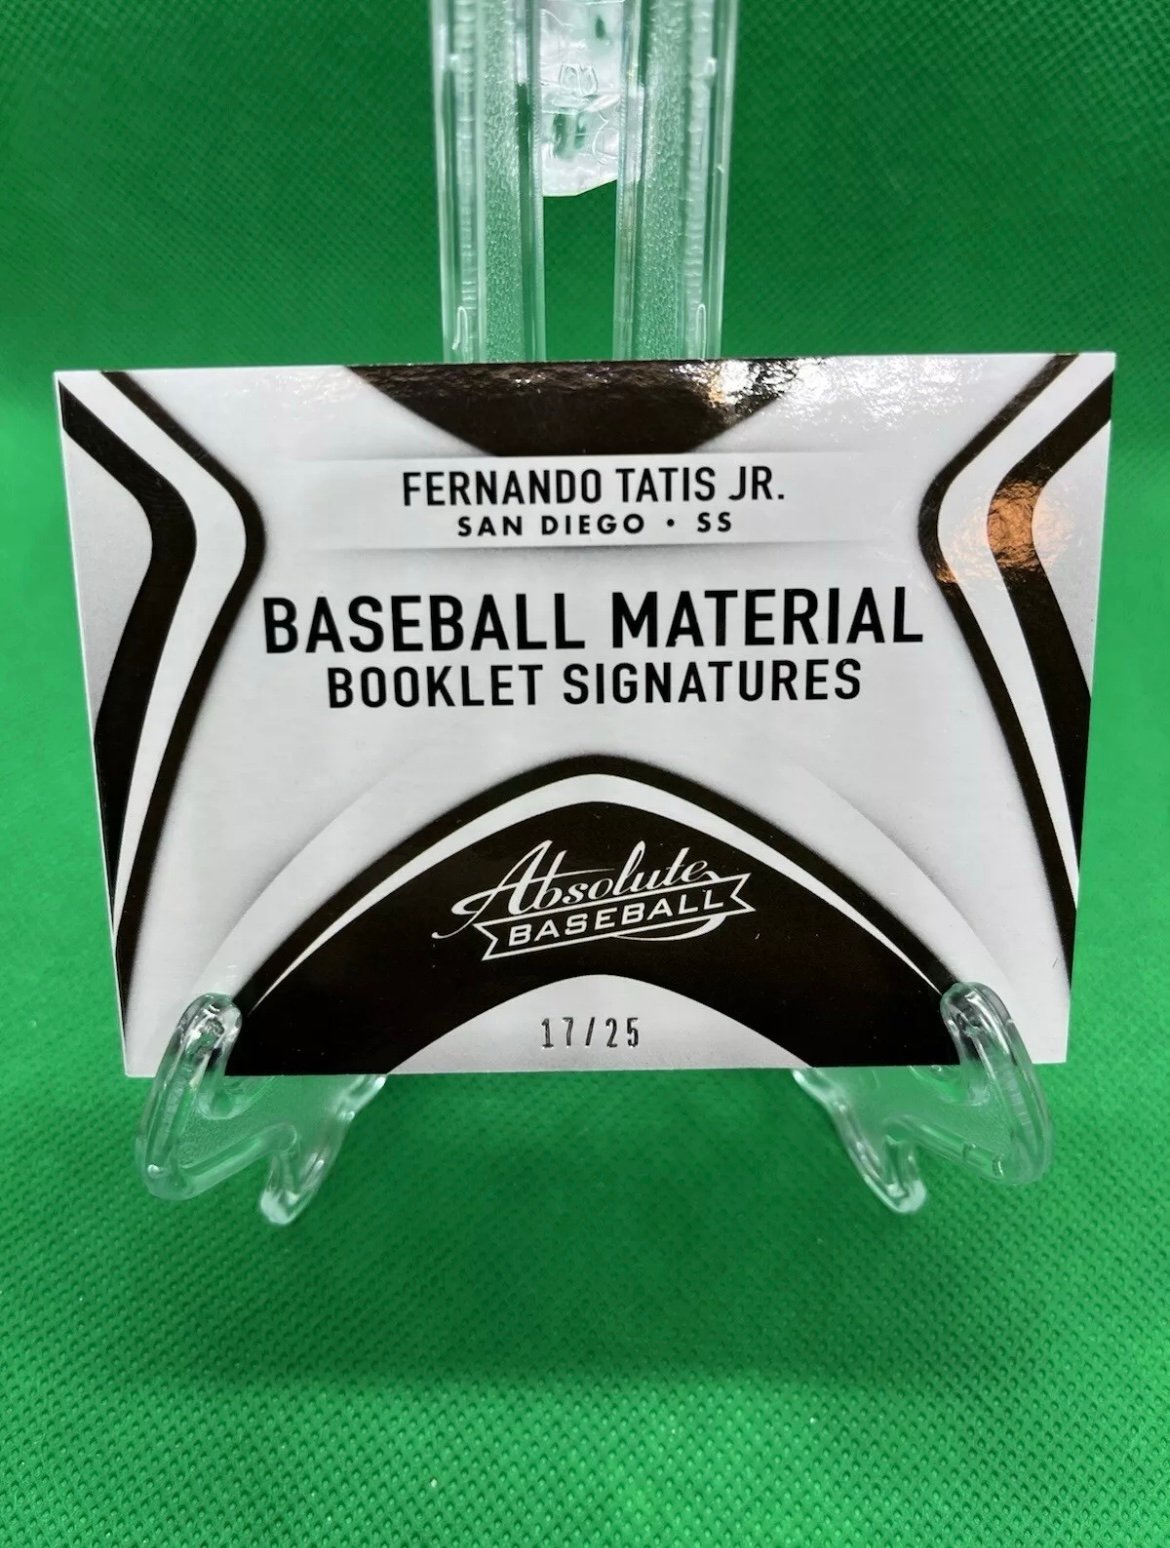 FERNANDO TATIS JR.
SAN DIEGO • SS
BASEBALL MATERIAL
BOOKLET SIGNATURES
Absolute
BASEBALL
17/25